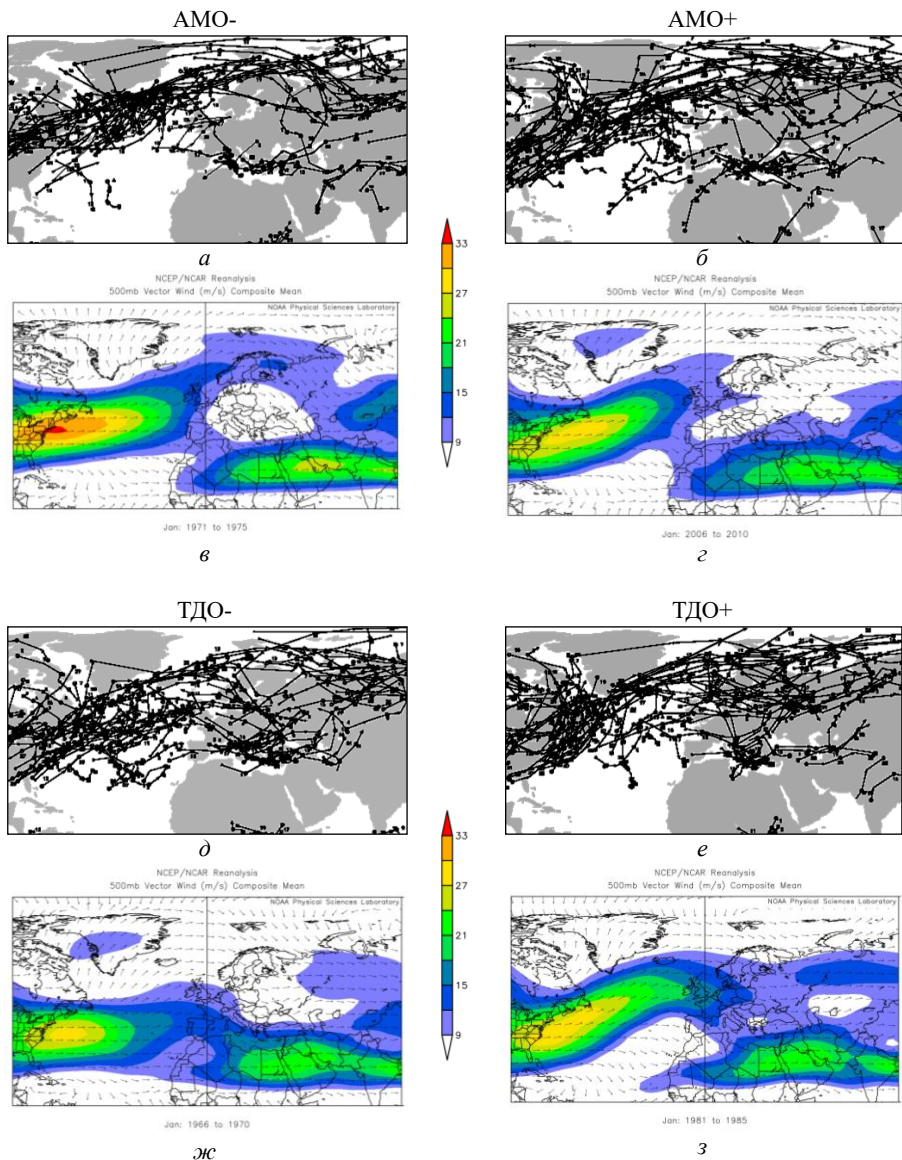 АМО-
АМО+
а
б
NCEP/NCAR Reanalysis
500mb Vector Wind (m/s) Composite Mean
NOAA Physical Sciences Laboratory
Jan: 1971 to 1975
в
33
27
21
15
9
NCEP/NCAR Reanalysis
500mb Vector Wind (m/s) Composite Mean
NOAA Physical Sciences Laboratory
Jan: 2006 to 2010
г
ТДО-
ТДО+
д
е
NCEP/NCAR Reanalysis
500mb Vector Wind (m/s) Composite Mean
NOAA Physical Sciences Laboratory
Jan: 1966 to 1970
ж
33
27
21
15
9
NCEP/NCAR Reanalysis
500mb Vector Wind (m/s) Composite Mean
NOAA Physical Sciences Laboratory
Jan: 1981 to 1985
з